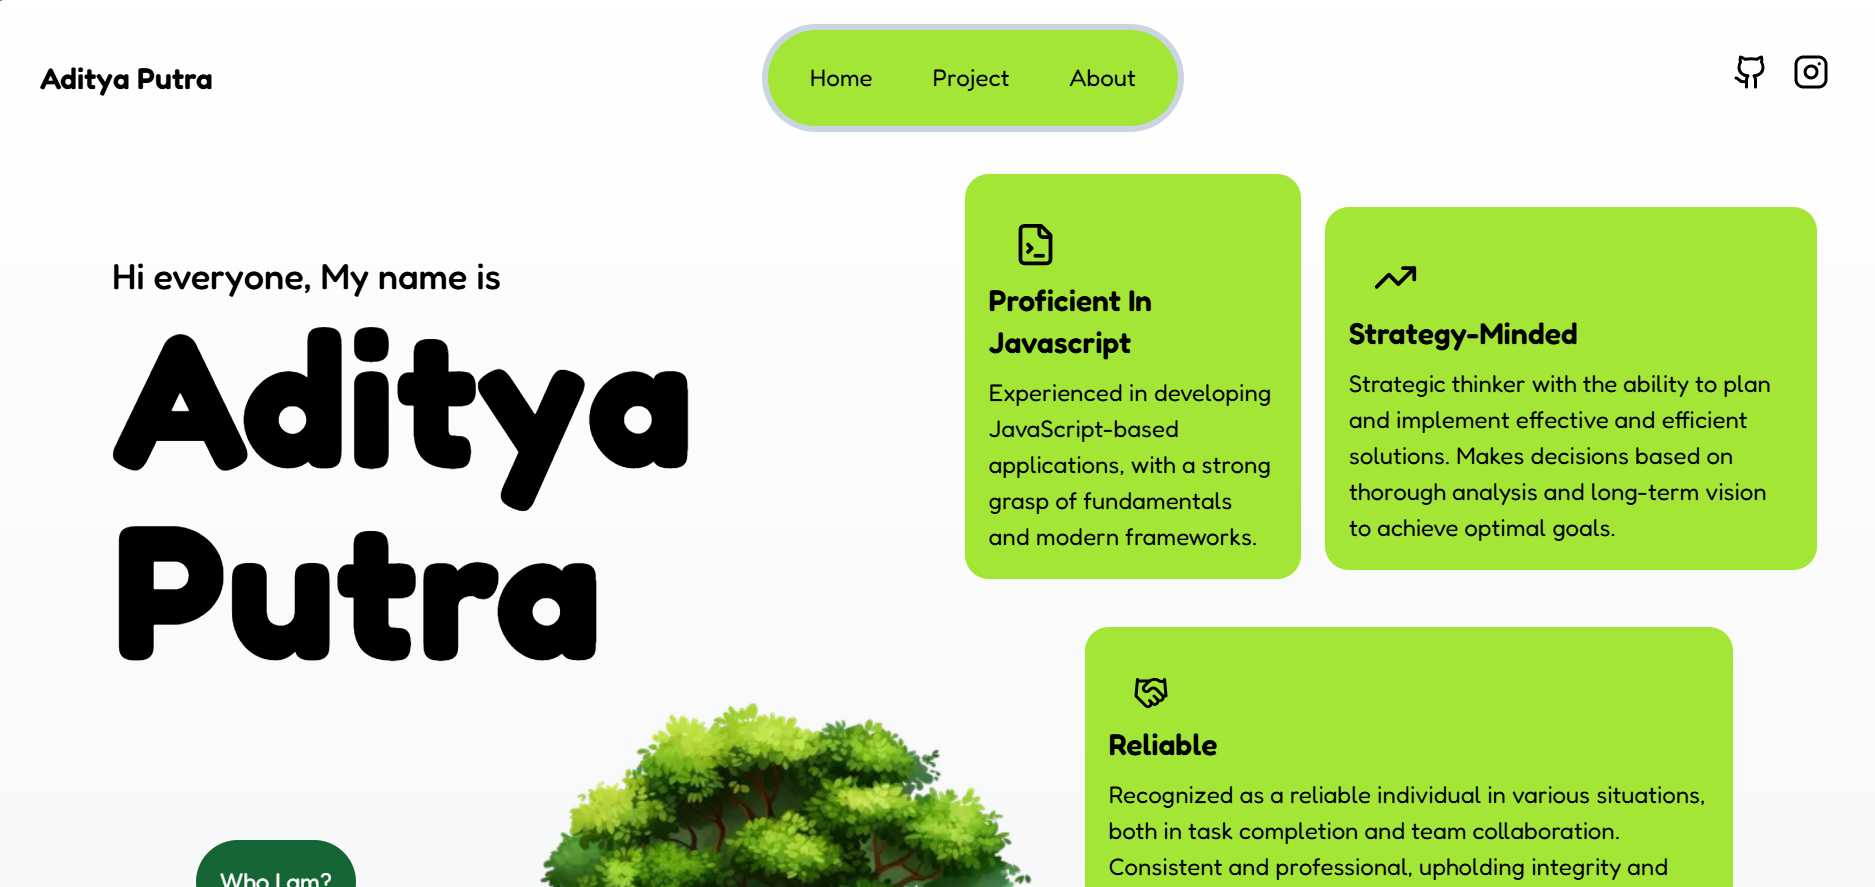 Aditya Putra
Home
Project
About
Hi everyone, My name is
Aditya
Putra
Proficient In
Javascript
Experienced in developing
JavaScript-based
applications, with a strong
grasp of fundamentals
and modern frameworks.
Strategy-Minded
Strategic thinker with the ability to plan
and implement effective and efficient
solutions. Makes decisions based on
thorough analysis and long-term vision
to achieve optimal goals.
Reliable
Recognized as a reliable individual in various situations,
both in task completion and team collaboration.
Consistent and professional, upholding integrity and
Who I am?